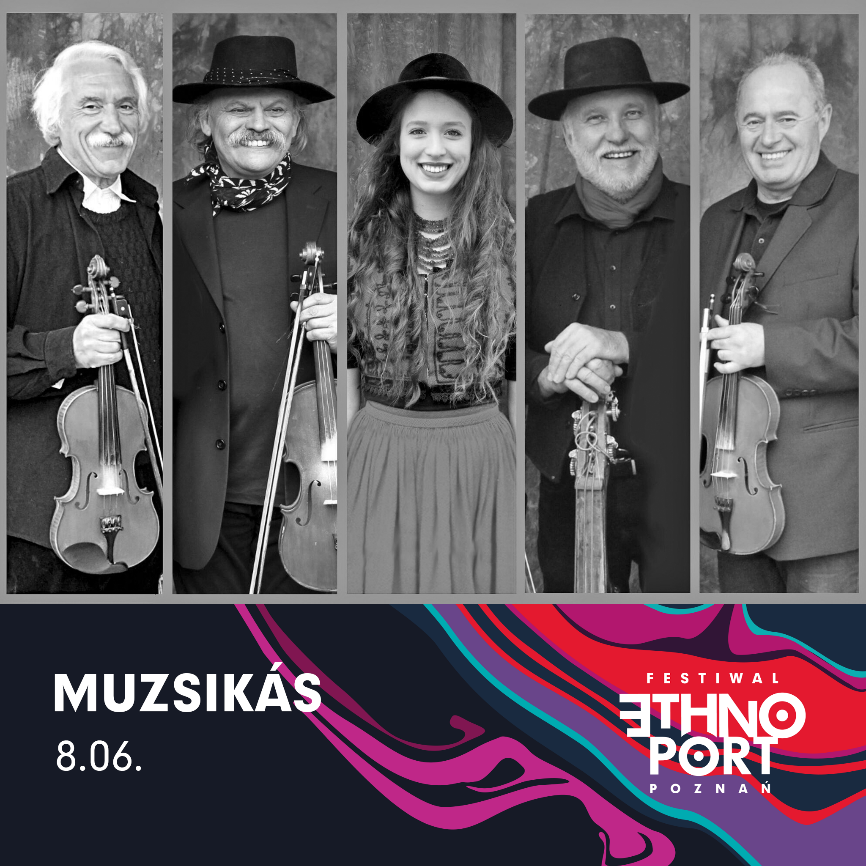 MUZSIKÁS
8.06.
FESTIWAL
ETHNO
PORT
POZNAŃ